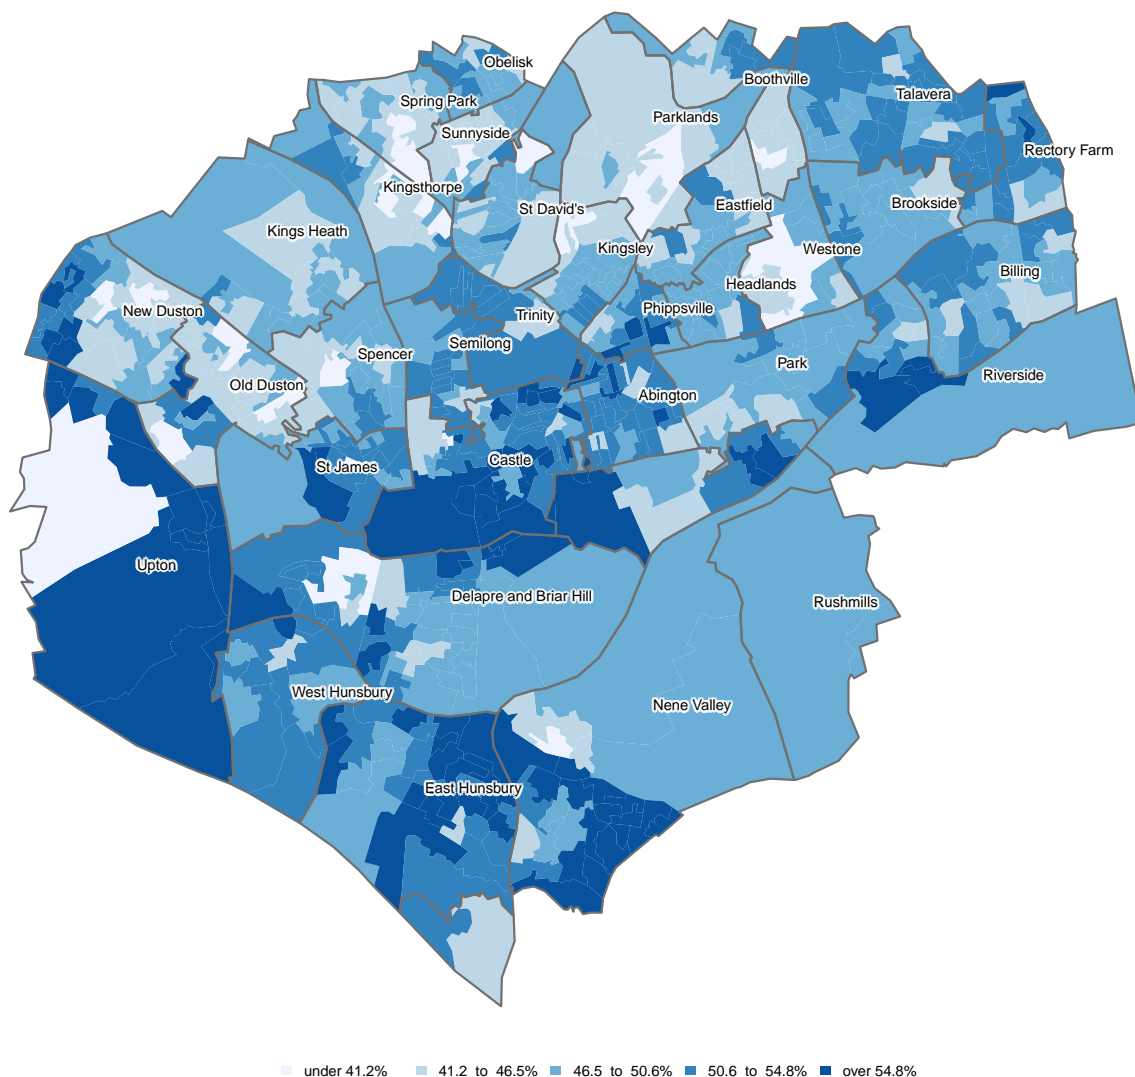 Obelisk
Boothville
Talavera
Spring Park
Parklands
Sunnyside
Rectory Farm
Kingsthorpe
Brookside
Eastfield
St David's
Kings Heath
Kingsley
Westone
Billing
Headlands
New Duston
Phippsville
Trinity
Semilong
Spencer
Park
Riverside
Old Duston
Abington
Castle
St James
Upton
Delapre and Briar Hill
Rushmills
West Hunsbury
Nene Valley
East Hunsbury
under 41.2% 41.2 to 46.5% 46.5 to 50.6% 50.6 to 54.8% over 54.8%